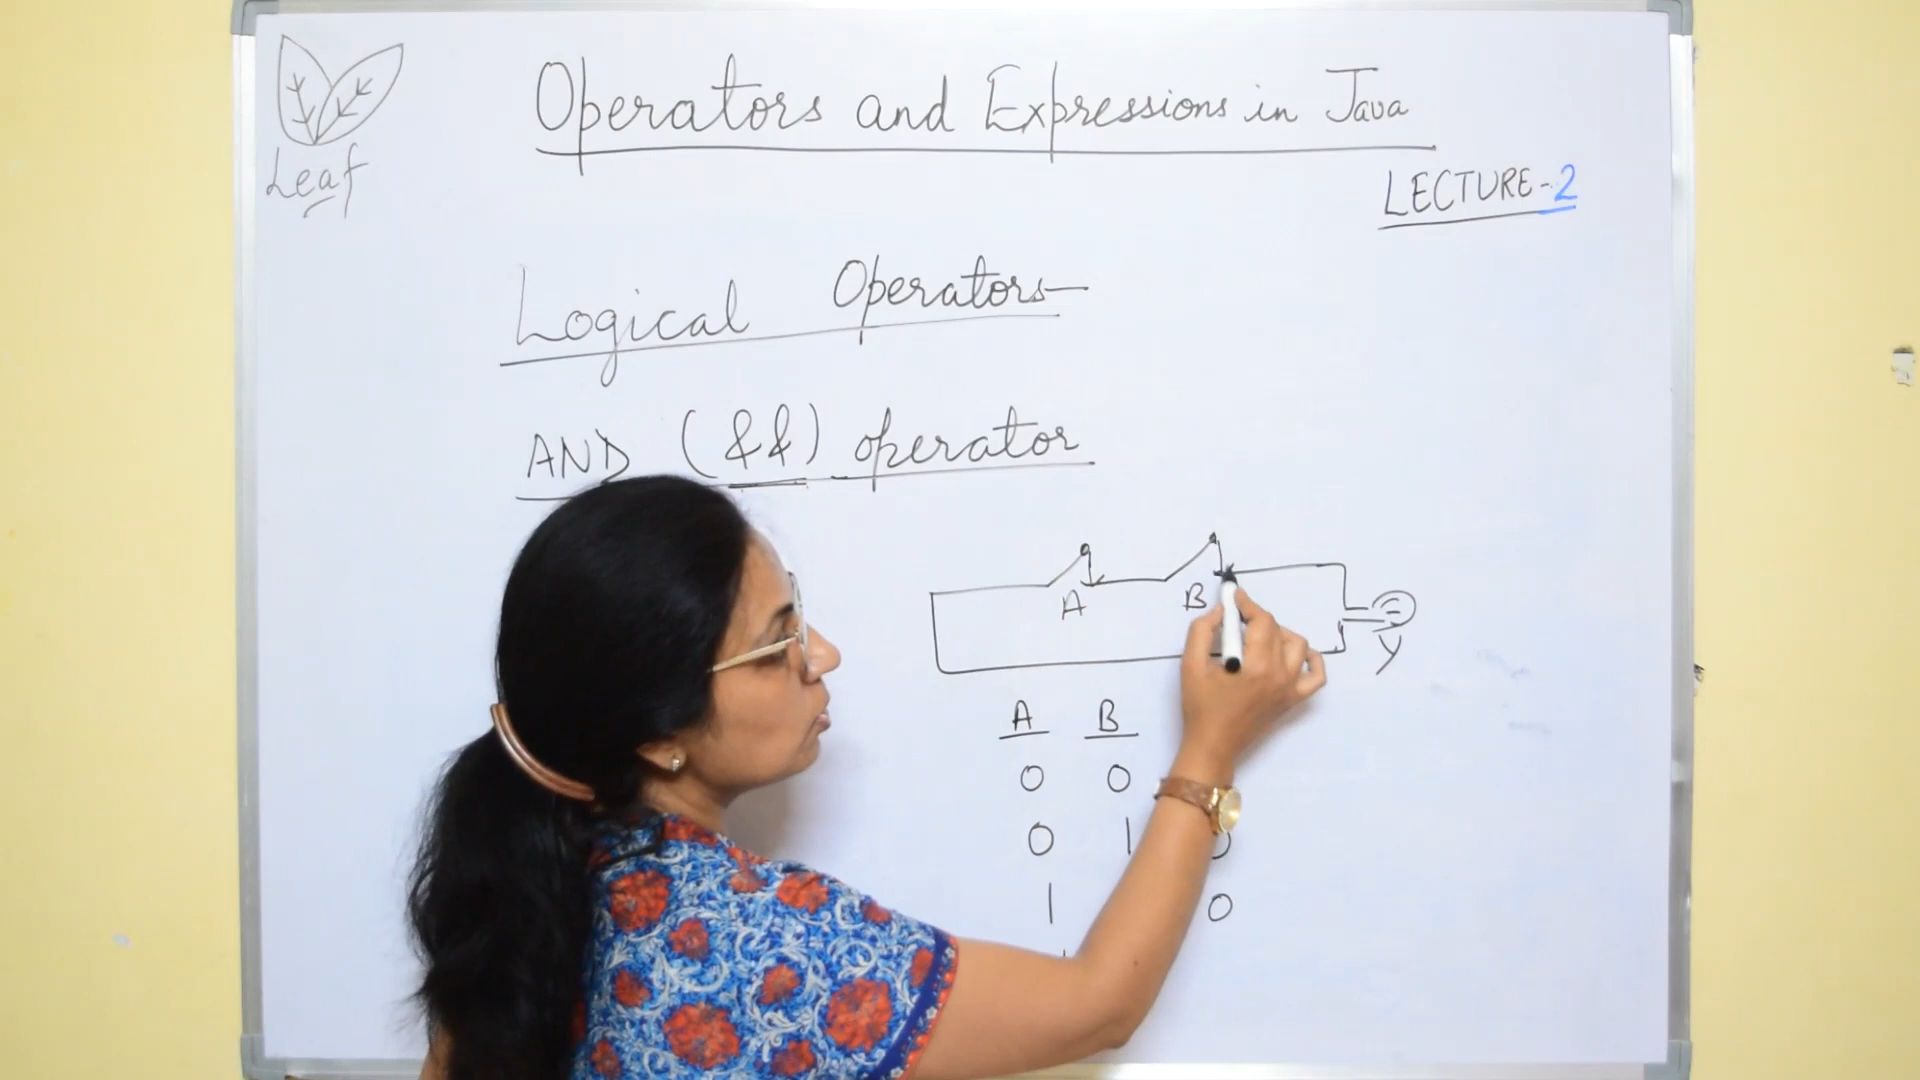 Leaf
Operators and Expressions in Java
LECTURE-2
Logical Operators-
AND (&&) operator
A B
y
A B
0 0
0 1
1 0